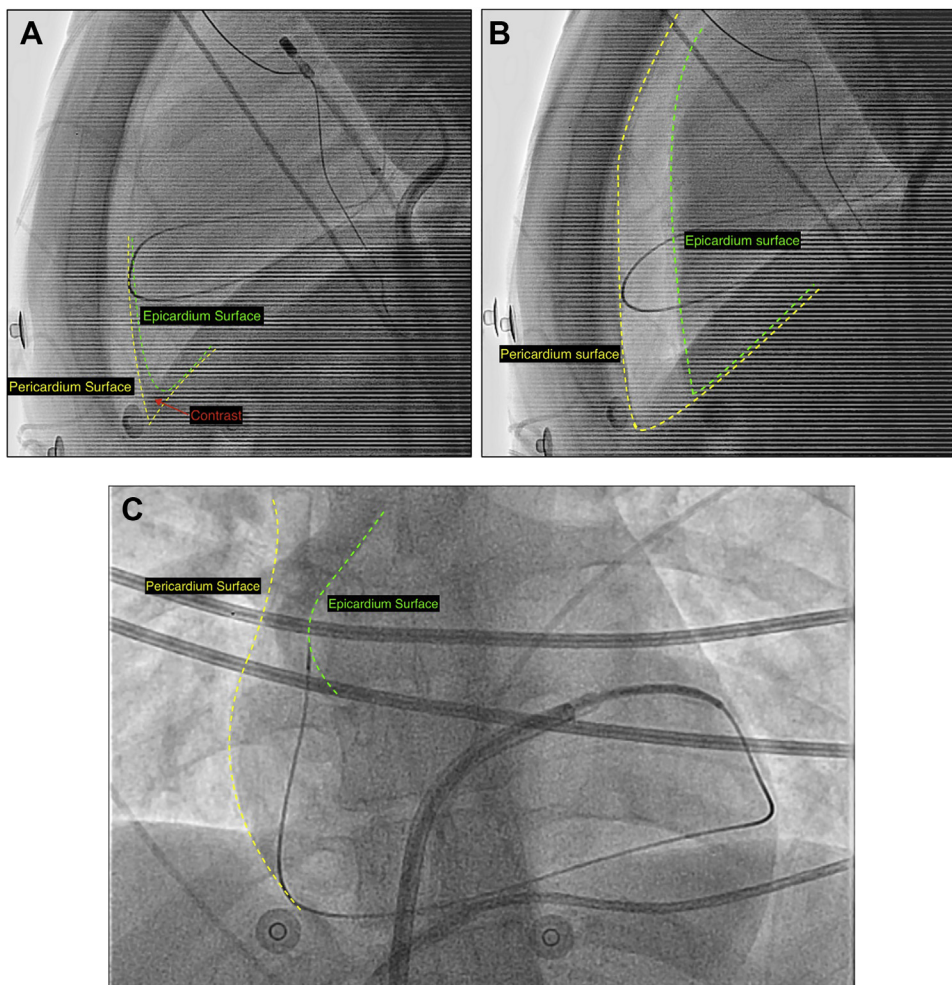 A
Epicardium Surface
Pericardium Surface
Contrast
B
Epicardium surface
Pericardium surface
C
Pericardium Surface
Epicardium Surface